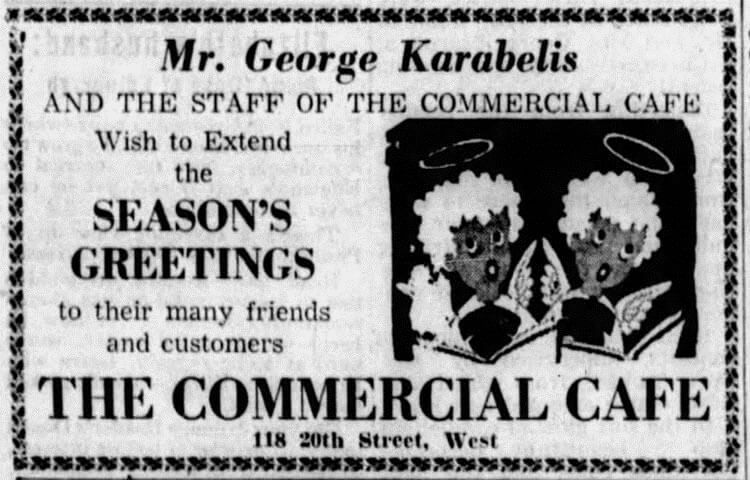 Mr. George Karabelis
AND THE STAFF OF THE COMMERCIAL CAFE
Wish to Extend
the
SEASON'S
GREETINGS
to their many friends
and customers
THE COMMERCIAL CAFE
118 20th Street, West